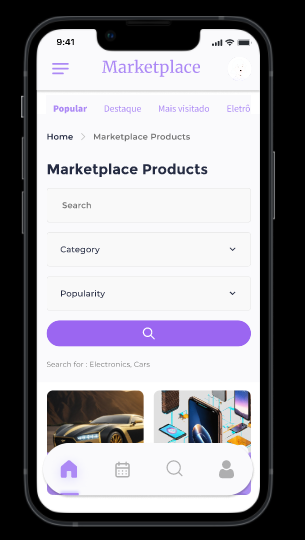 9:41
Marketplace
Popular Destaque Mais visitado Eletrô
Home > Marketplace Products
Marketplace Products
Search
Category
Popularity
Search for : Electronics, Cars